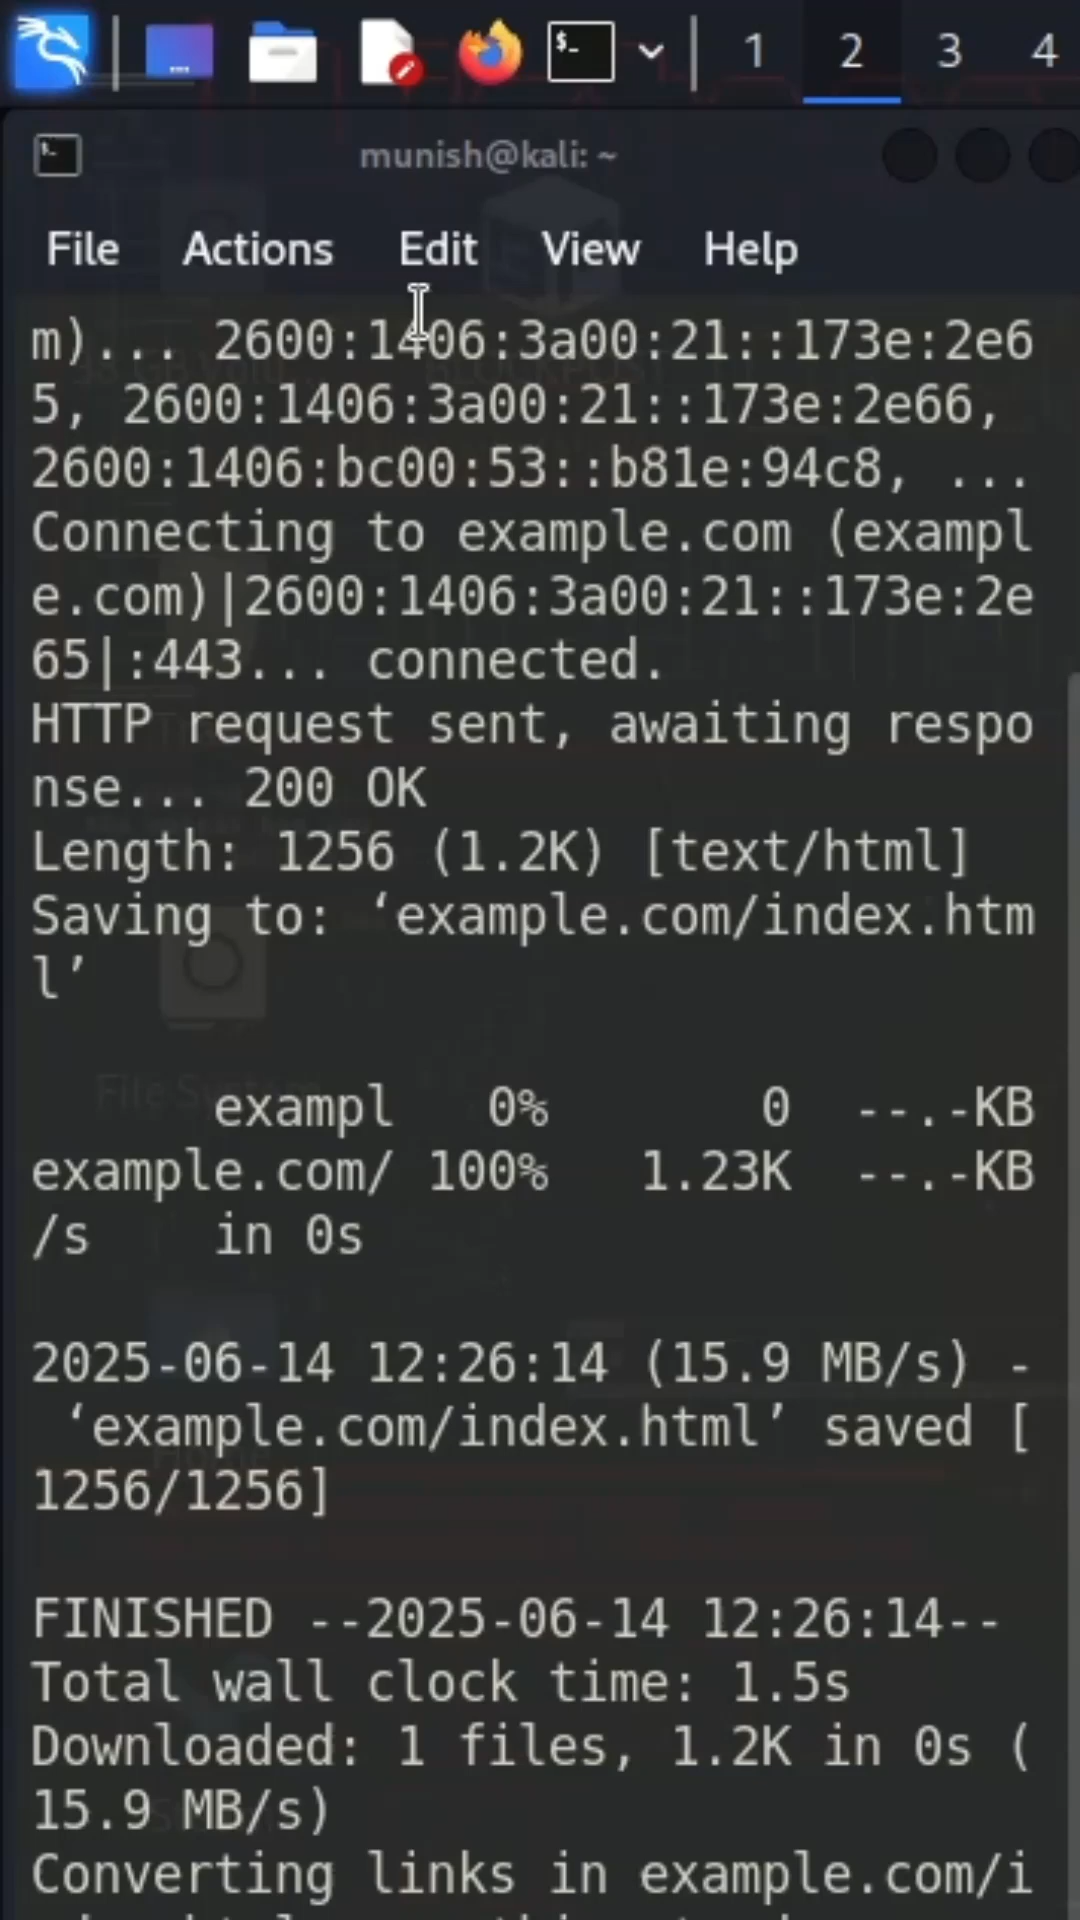 1 2 3 4
munish@kali: ~
File Actions Edit View Help
m)... 2600:1406:3a00:21::173e:2e6
5, 2600:1406:3a00:21::173e:2e66,
2600:1406:bc00:53::b81e:94c8, ...
Connecting to example.com (exampl
e.com)|2600:1406:3a00:21::173e:2e
65|:443... connected.
HTTP request sent, awaiting respo
nse... 200 OK
Length: 1256 (1.2K) [text/html]
Saving to: ‘example.com/index.htm
l’
exampl 0% 0 --.-KB
example.com/ 100% 1.23K --.-KB
/s in 0s
2025-06-14 12:26:14 (15.9 MB/s) -
‘example.com/index.html’ saved [
1256/1256]
FINISHED --2025-06-14 12:26:14--
Total wall clock time: 1.5s
Downloaded: 1 files, 1.2K in 0s (
15.9 MB/s)
Converting links in example.com/i